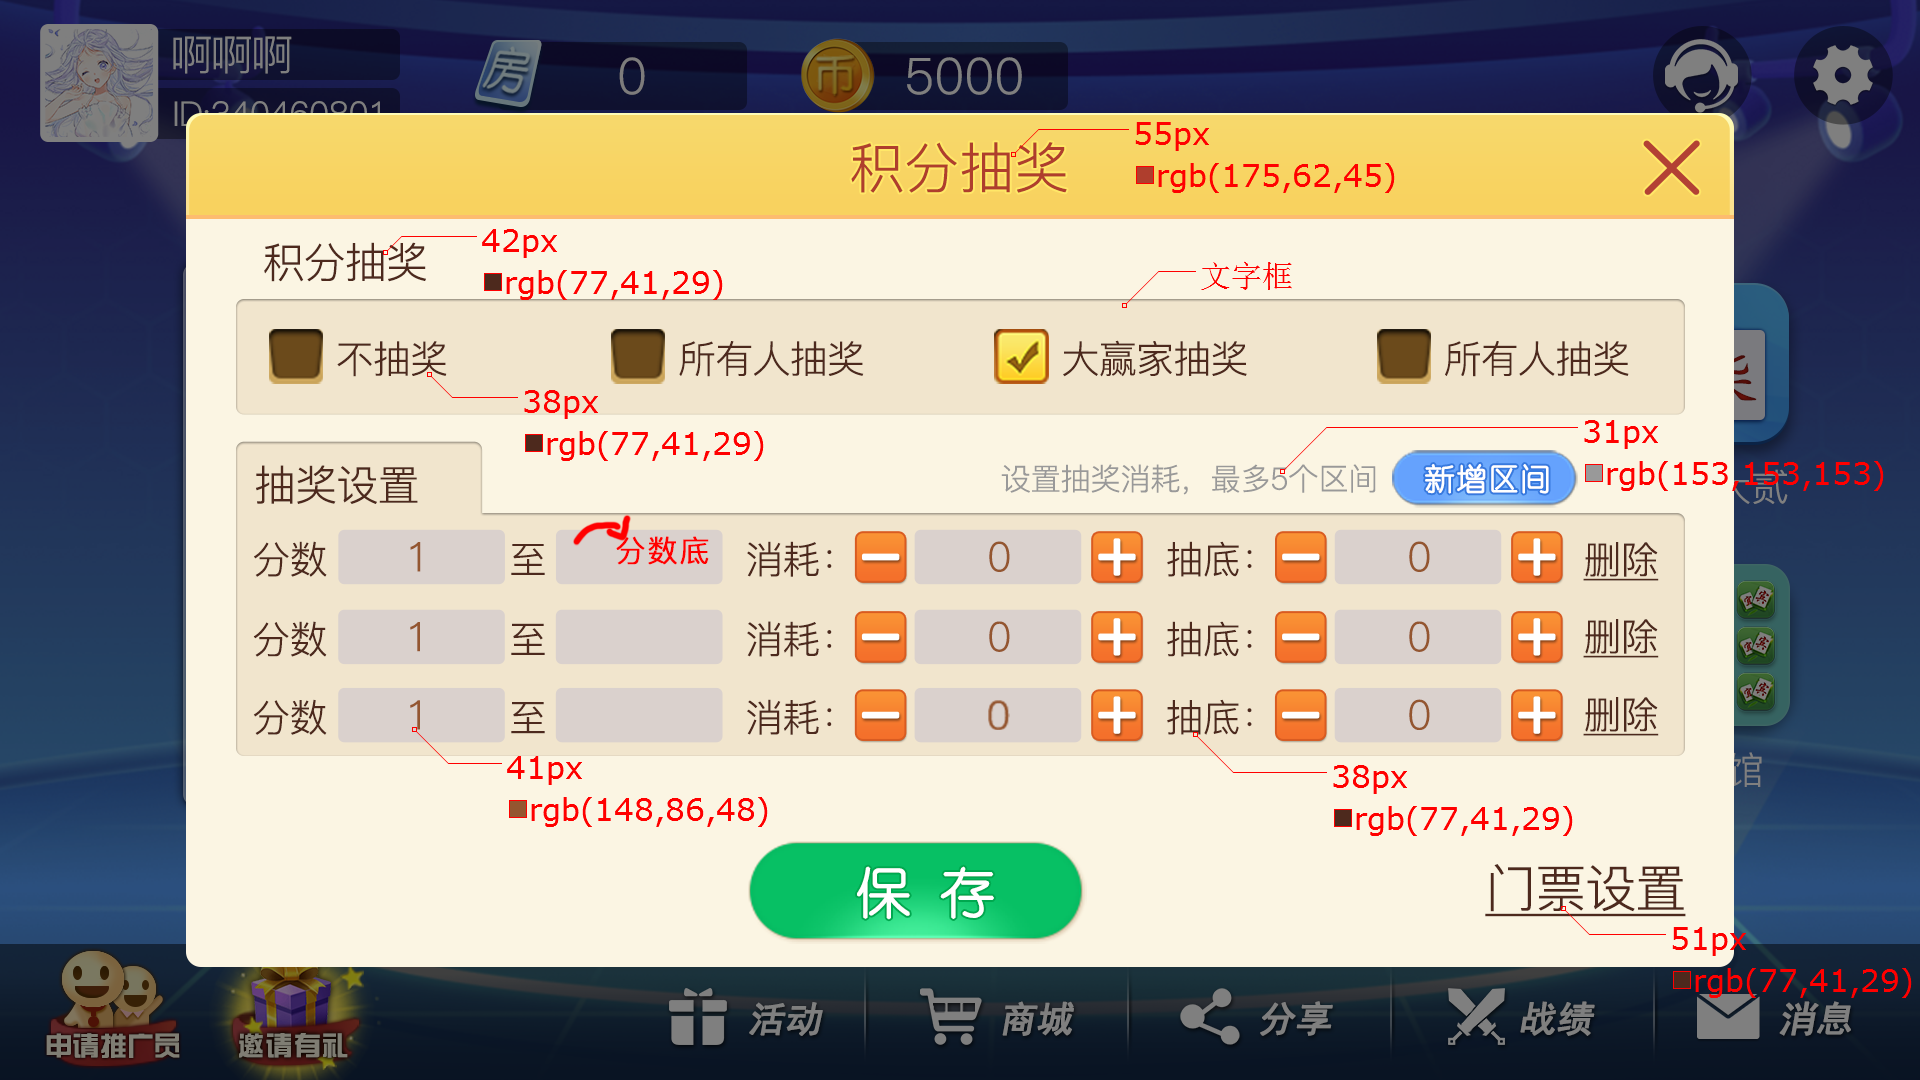 啊啊啊
ID:340460801
房 0
币 5000
积分抽奖
55px
rgb(175,62,45)
积分抽奖
42px
rgb(77,41,29)
文字框
不抽奖 所有人抽奖 大赢家抽奖 所有人抽奖
38px
rgb(77,41,29)
抽奖设置
设置抽奖消耗，最多5个区间 新增区间
31px
rgb(153,153,153)
分数 1 至 分数底 消耗： 0 抽底： 0 删除
分数 1 至 消耗： 0 抽底： 0 删除
分数 1 至 消耗： 0 抽底： 0 删除
41px
rgb(148,86,48)
38px
rgb(77,41,29)
保 存
门票设置
51px
rgb(77,41,29)
馆
申请推广员 邀请有礼 活动 商城 分享 战绩 消息